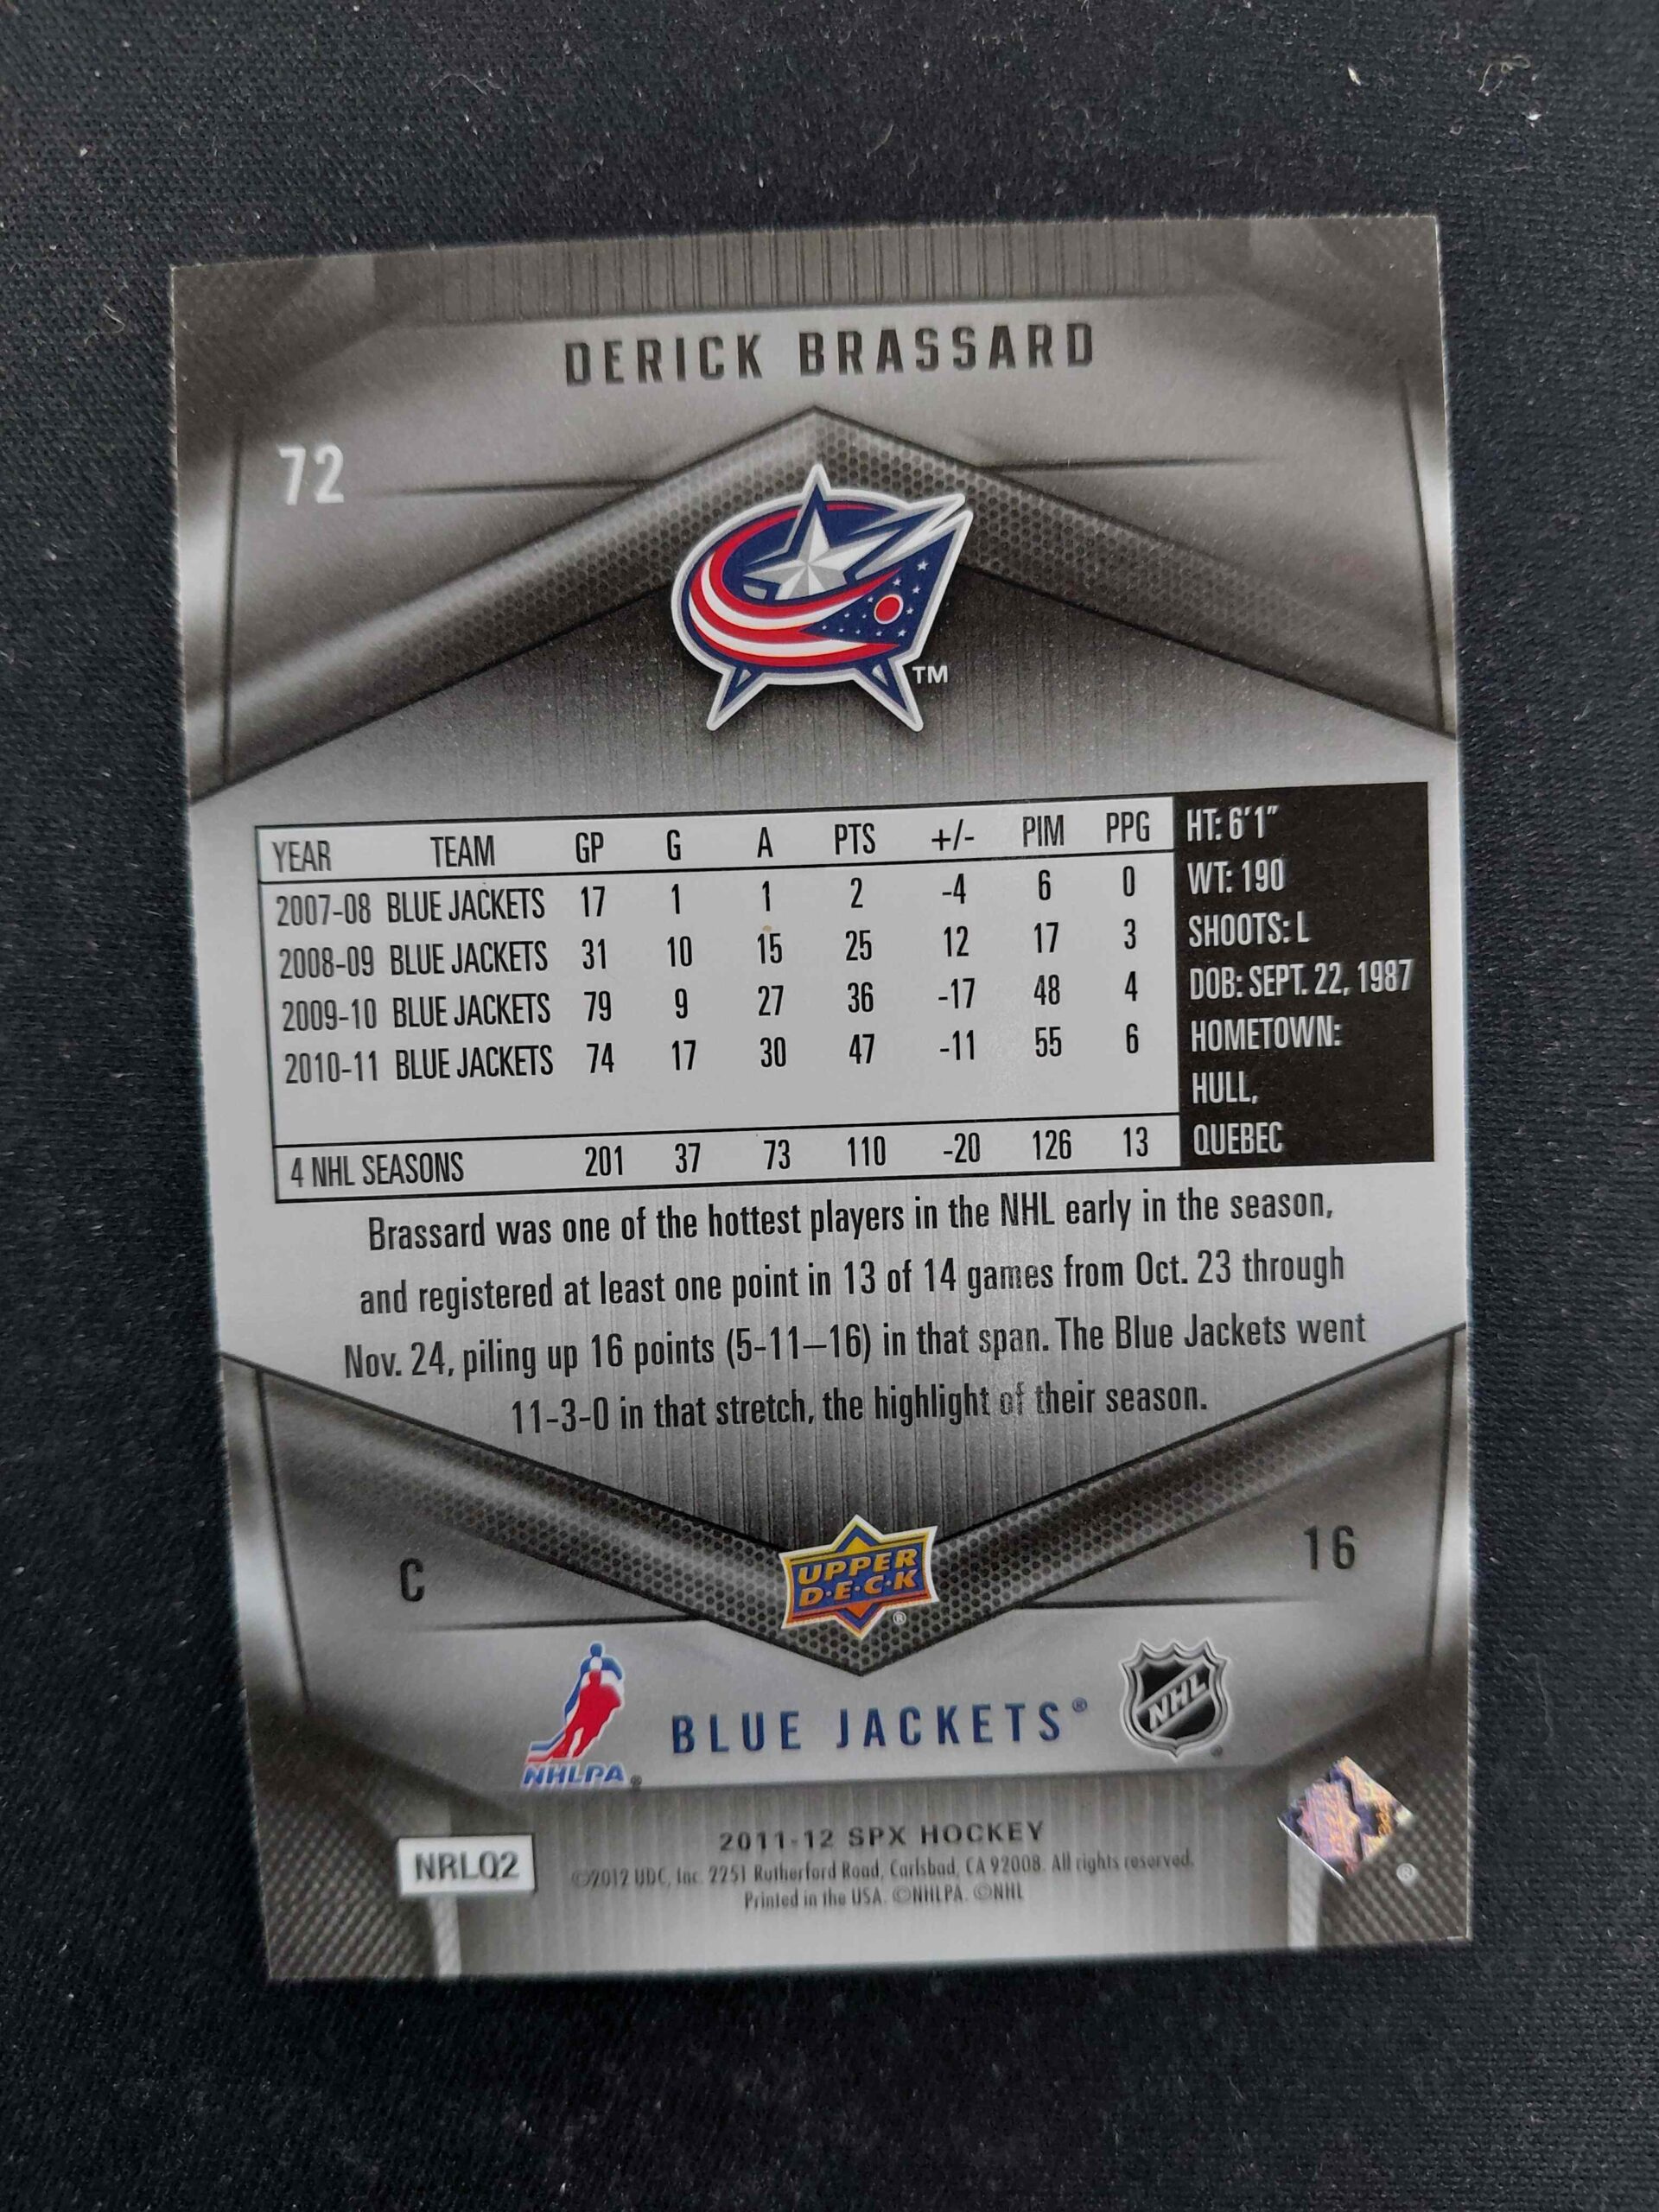 DERICK BRASSARD
72
TM
YEAR TEAM GP G A PTS +/- PIM PPG
2007-08 BLUE JACKETS 17 1 1 2 -4 6 0
2008-09 BLUE JACKETS 31 10 15 25 12 17 3
2009-10 BLUE JACKETS 79 9 27 36 -17 48 4
2010-11 BLUE JACKETS 74 17 30 47 -11 55 6
4 NHL SEASONS 201 37 73 110 -20 126 13
HT: 6'1"
WT: 190
SHOOTS: L
DOB: SEPT. 22, 1987
HOMETOWN:
HULL,
QUEBEC
Brassard was one of the hottest players in the NHL early in the season,
and registered at least one point in 13 of 14 games from Oct. 23 through
Nov. 24, piling up 16 points (5-11—16) in that span. The Blue Jackets went
11-3-0 in that stretch, the highlight of their season.
C
UPPER
D·E·C·K
®
16
NHLPA®
BLUE JACKETS®
NHL
2011-12 SPX HOCKEY
NRLQ2
©2012 UDC, Inc. 2251 Rutherford Road, Carlsbad, CA 92008. All rights reserved.
Printed in the USA. ©NHLPA. ©NHL
®